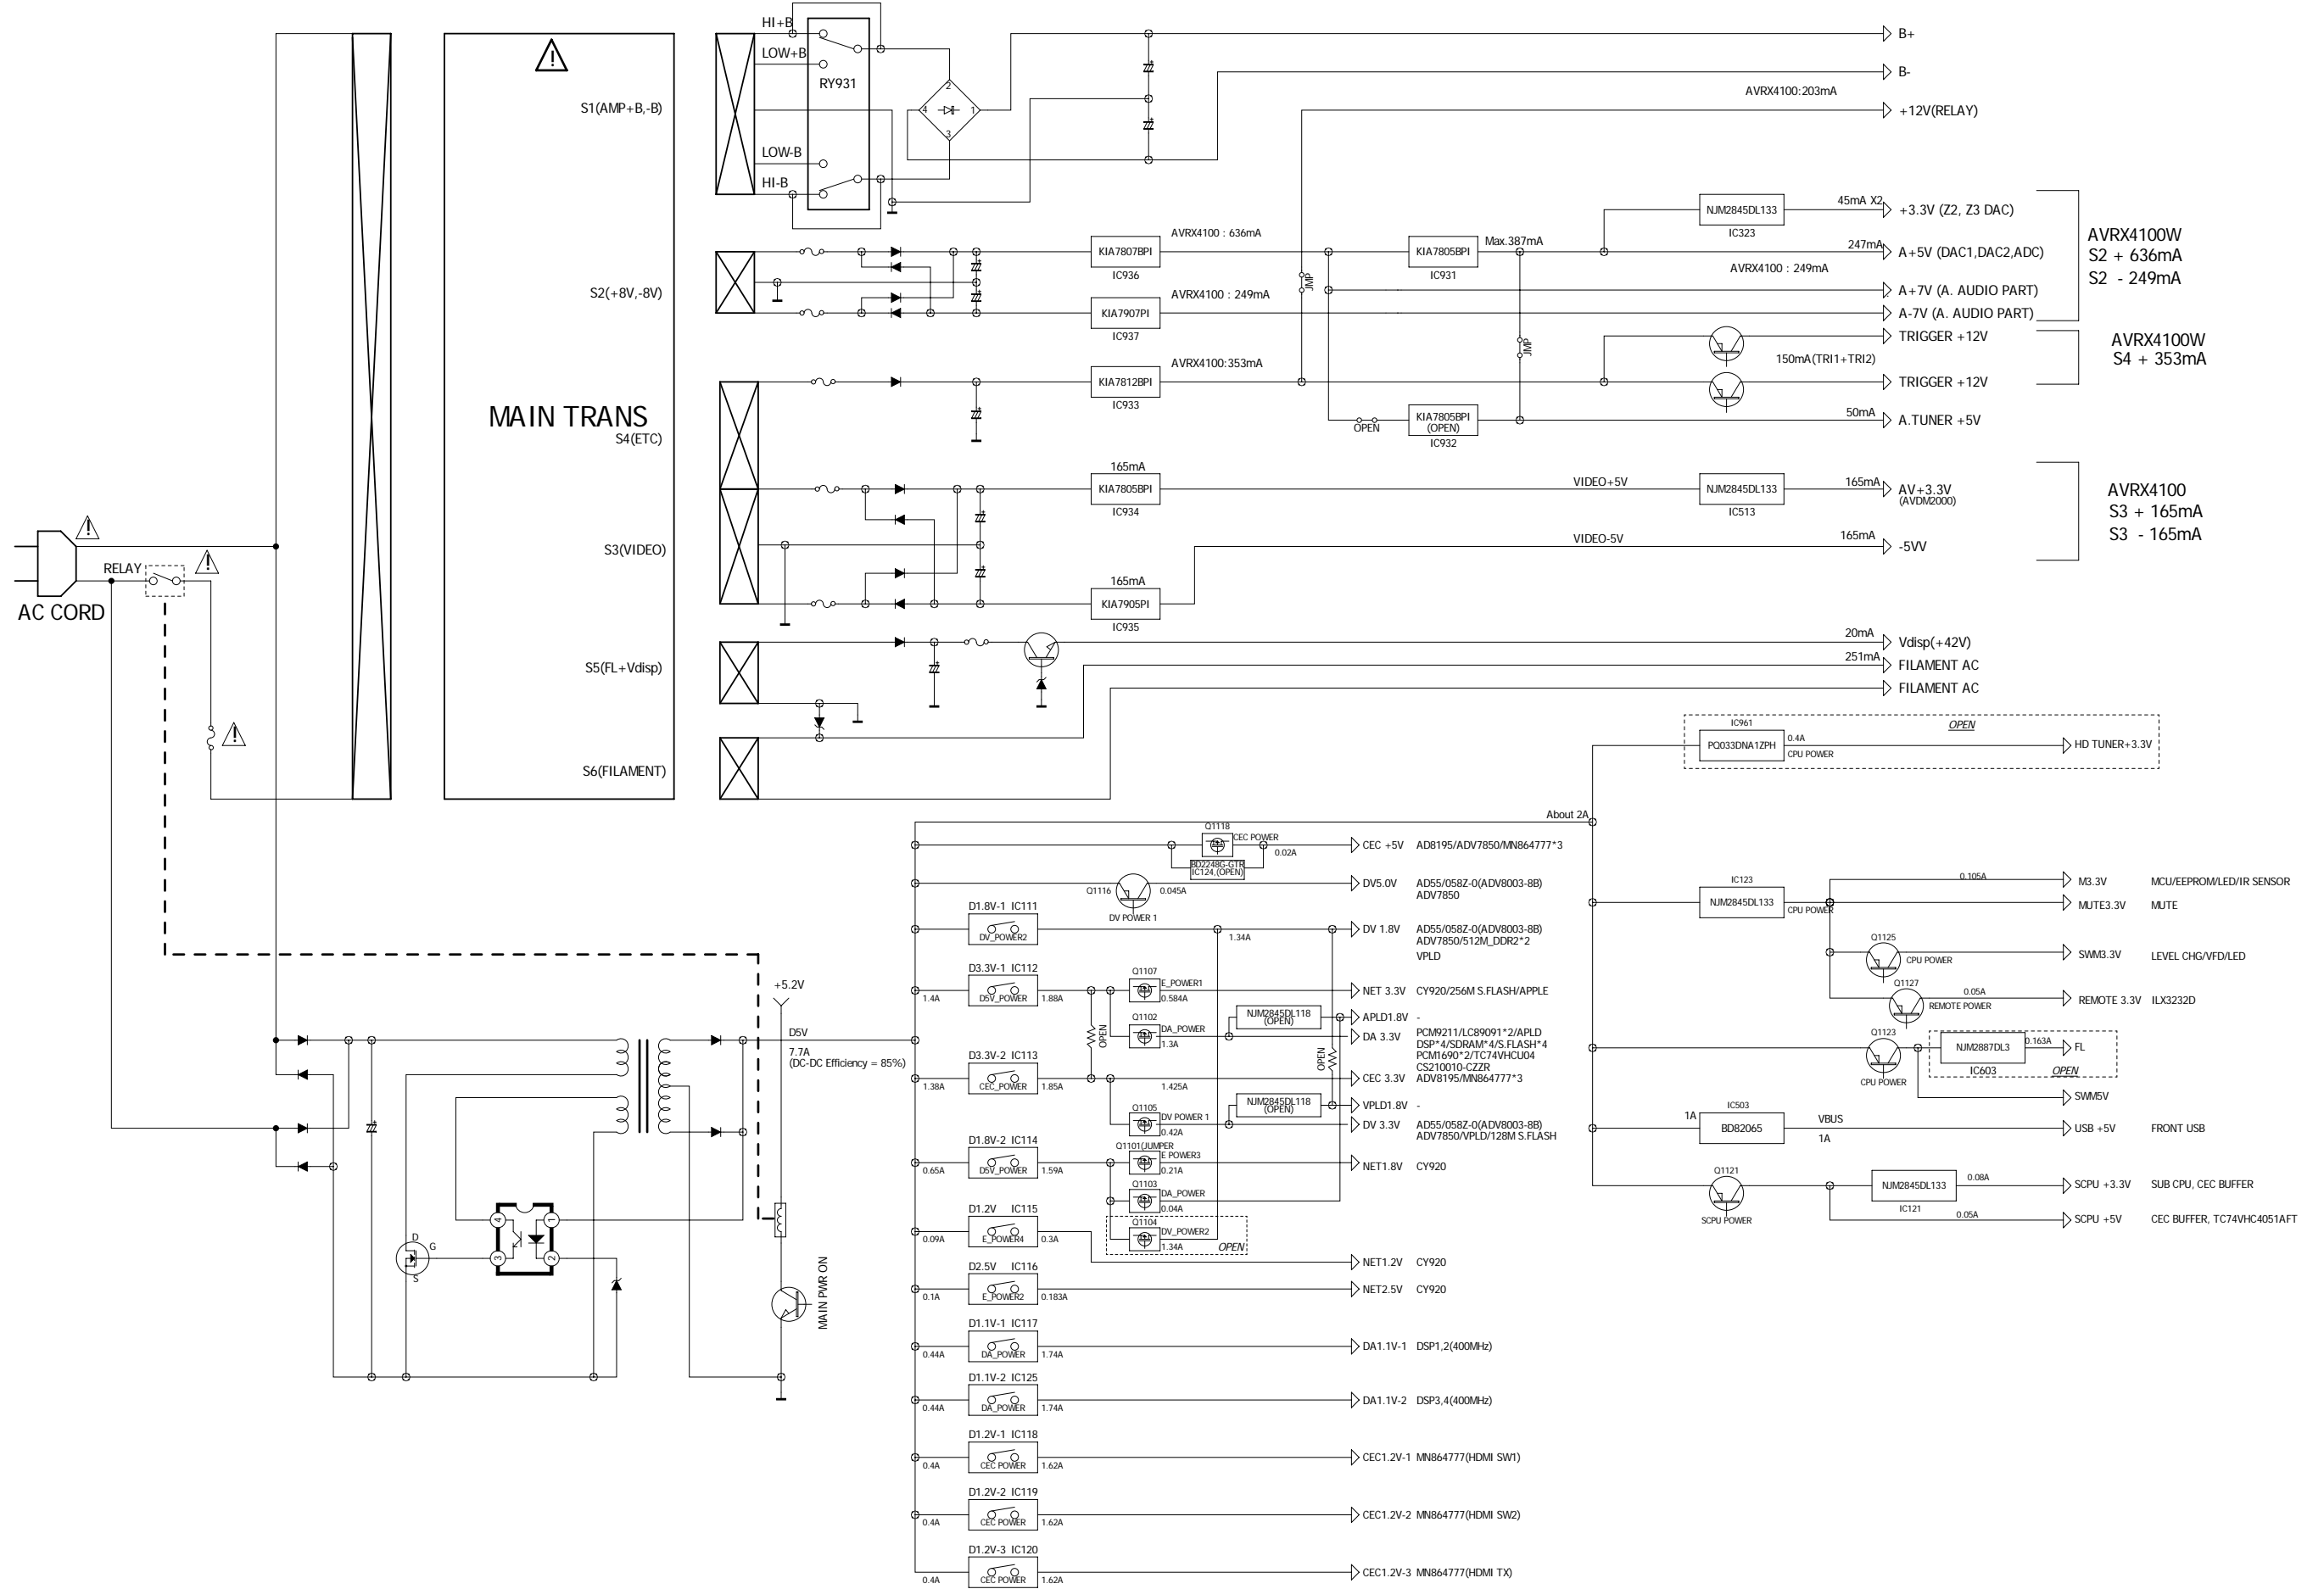 HI+B
LOW+B
RY931
S1(AMP+B,-B)
LOW-B
HI-B
2
4
1
3
B+
B-
AVRX4100:203mA
+12V(RELAY)
NJM2845DL133
IC323
45mA X2
+3.3V (Z2, Z3 DAC)
S2(+8V,-8V)
KIA7807BPI
IC936
AVRX4100 : 636mA
KIA7805BPI
IC931
Max.387mA
247mA
A+5V (DAC1,DAC2,ADC)
AVRX4100 : 249mA
JMP
A+7V (A. AUDIO PART)
KIA7907PI
IC937
AVRX4100 : 249mA
A-7V (A. AUDIO PART)
AVRX4100W
S2 + 636mA
S2 - 249mA
TRIGGER +12V
JMP
150mA(TRI1+TRI2)
TRIGGER +12V
AVRX4100W
S4 + 353mA
MAIN TRANS
S4(ETC)
KIA7812BPI
IC933
AVRX4100:353mA
OPEN
KIA7805BPI
(OPEN)
IC932
50mA
A.TUNER +5V
165mA
KIA7805BPI
IC934
VIDEO+5V
NJM2845DL133
IC513
165mA
AV+3.3V
(AVDM2000)
AVRX4100
S3 + 165mA
S3 - 165mA
S3(VIDEO)
165mA
KIA7905PI
IC935
VIDEO-5V
165mA
-5VV
AC CORD
RELAY
S5(FL+Vdisp)
20mA
Vdisp(+42V)
251mA
FILAMENT AC
FILAMENT AC
S6(FILAMENT)
IC961
OPEN
PQ033DNA1ZPH
0.4A
CPU POWER
HD TUNER+3.3V
About 2A
Q1118
CEC POWER
0.02A
BD2248G-GTR
IC124,(OPEN)
CEC +5V AD8195/ADV7850/MN864777*3
Q1116
0.045A
DV POWER 1
DV5.0V AD55/058Z-0(ADV8003-8B)
ADV7850
D1.8V-1 IC111
DV_POWER2
1.34A
DV 1.8V AD55/058Z-0(ADV8003-8B)
ADV7850/512M_DDR2*2
VPLD
D3.3V-1 IC112
D5V_POWER
1.4A
1.88A
Q1107
E_POWER1
0.584A
NET 3.3V CY920/256M S.FLASH/APPLE
OPEN
Q1102
DA_POWER
1.3A
NJM2845DL118
(OPEN)
APLD1.8V -
DA 3.3V PCM9211/LC89091*2/APLD
DSP*4/SDRAM*4/S.FLASH*4
PCM1690*2/TC74VHCU04
CS210010-CZZR
OPEN
D3.3V-2 IC113
CEC_POWER
1.38A
1.85A
1.425A
CEC 3.3V ADV8195/MN864777*3
Q1105
DV POWER 1
0.42A
NJM2845DL118
(OPEN)
VPLD1.8V -
DV 3.3V AD55/058Z-0(ADV8003-8B)
ADV7850/VPLD/128M S.FLASH
D1.8V-2 IC114
D5V_POWER
0.65A
1.59A
Q1101(JUMPER
E POWER3
0.21A
NET1.8V CY920
Q1103
DA_POWER
0.04A
Q1104
DV_POWER2
1.34A
OPEN
D1.2V IC115
E_POWER4
0.09A
0.3A
NET1.2V CY920
D2.5V IC116
E_POWER2
0.1A
0.183A
NET2.5V CY920
D1.1V-1 IC117
DA_POWER
0.44A
1.74A
DA1.1V-1 DSP1,2(400MHz)
D1.1V-2 IC125
DA_POWER
0.44A
1.74A
DA1.1V-2 DSP3,4(400MHz)
D1.2V-1 IC118
CEC POWER
0.4A
1.62A
CEC1.2V-1 MN864777(HDMI SW1)
D1.2V-2 IC119
CEC POWER
0.4A
1.62A
CEC1.2V-2 MN864777(HDMI SW2)
D1.2V-3 IC120
CEC POWER
0.4A
1.62A
CEC1.2V-3 MN864777(HDMI TX)
+5.2V
D5V
7.7A
(DC-DC Efficiency = 85%)
MAIN PWR ON
D
G
S
4
1
3
2
IC123
NJM2845DL133
CPU POWER
0.105A
M3.3V MCU/EEPROM/LED/IR SENSOR
MUTE3.3V MUTE
Q1125
CPU POWER
SWM3.3V LEVEL CHG/VFD/LED
Q1127
0.05A
REMOTE POWER
REMOTE 3.3V ILX3232D
Q1123
CPU POWER
NJM2887DL3
IC603
0.163A
FL
OPEN
SWM5V
IC503
1A
BD82065
VBUS
1A
USB +5V FRONT USB
Q1121
SCPU POWER
NJM2845DL133
IC121
0.08A
SCPU +3.3V SUB CPU, CEC BUFFER
0.05A
SCPU +5V CEC BUFFER, TC74VHC4051AFT